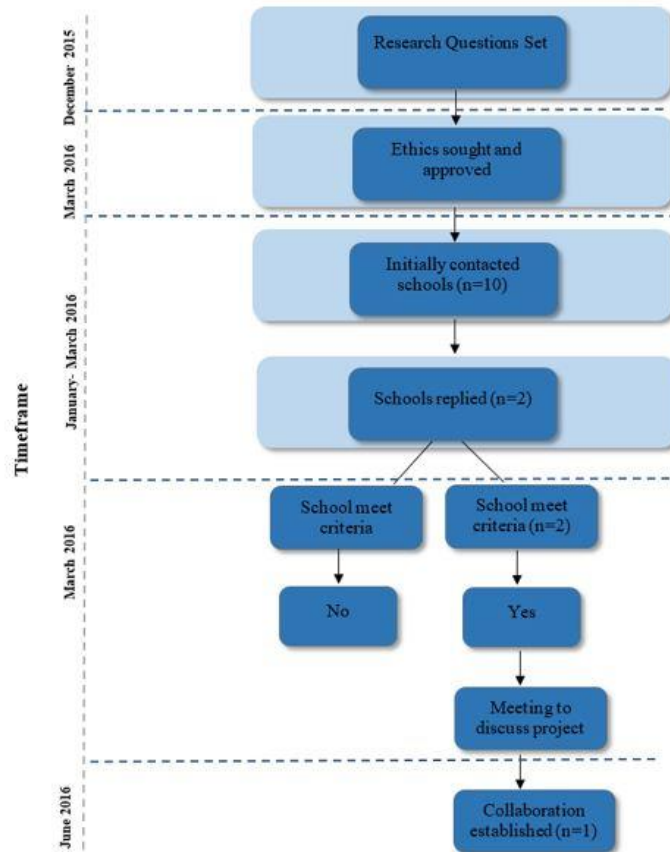 Timeframe
December 2015
Research Questions Set
March 2016
Ethics sought and
approved
January- March 2016
Initially contacted
schools (n=10)
Schools replied (n=2)
March 2016
School meet
criteria
School meet
criteria (n=2)
No
Yes
Meeting to
discuss project
June 2016
Collaboration
established (n=1)